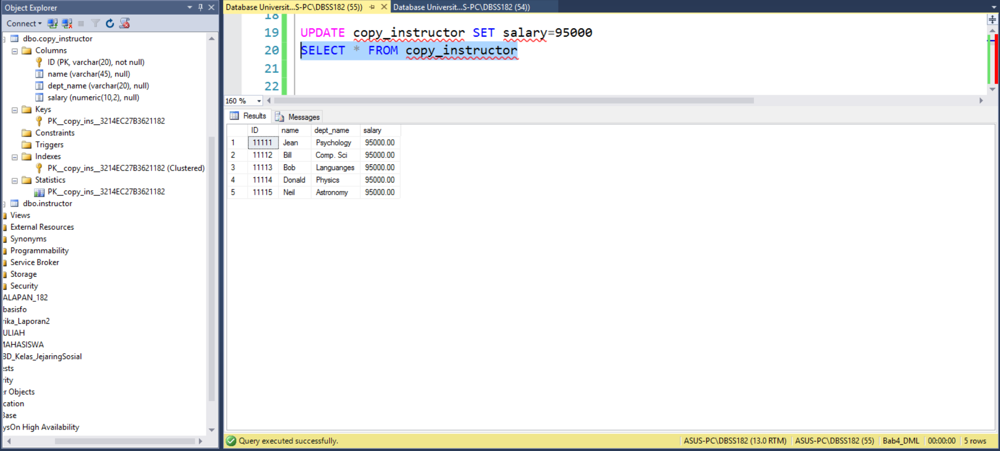 Object Explorer
Connect
dbo.copy_instructor
Columns
ID (PK, varchar(20), not null)
name (varchar(45), null)
dept_name (varchar(20), null)
salary (numeric(10,2), null)
Keys
PK__copy_ins__3214EC27B3621182
Constraints
Triggers
Indexes
PK__copy_ins__3214EC27B3621182 (Clustered)
Statistics
PK__copy_ins__3214EC27B3621182
dbo.instructor
Views
External Resources
Synonyms
Programmability
Service Broker
Storage
Security
ALAPAN_182
basisfo
rika_Laporan2
ULIAH
MAHASISWA
BD_Kelas_JejaringSosial
ests
rity
er Objects
cation
Base
ysOn High Availability
Database Universit...S-PC\DBSS182 (55))
Database Universit...S-PC\DBSS182 (54))
18
19 UPDATE copy_instructor SET salary=95000
20 SELECT * FROM copy_instructor
21
22
160 %
Results Messages
ID name dept_name salary
1 11111 Jean Psychology 95000.00
2 11112 Bill Comp. Sci 95000.00
3 11113 Bob Languanges 95000.00
4 11114 Donald Physics 95000.00
5 11115 Neil Astronomy 95000.00
Query executed successfully.
ASUS-PC\DBSS182 (13.0 RTM) ASUS-PC\DBSS182 (55) Bab4_DML 00:00:00 5 rows